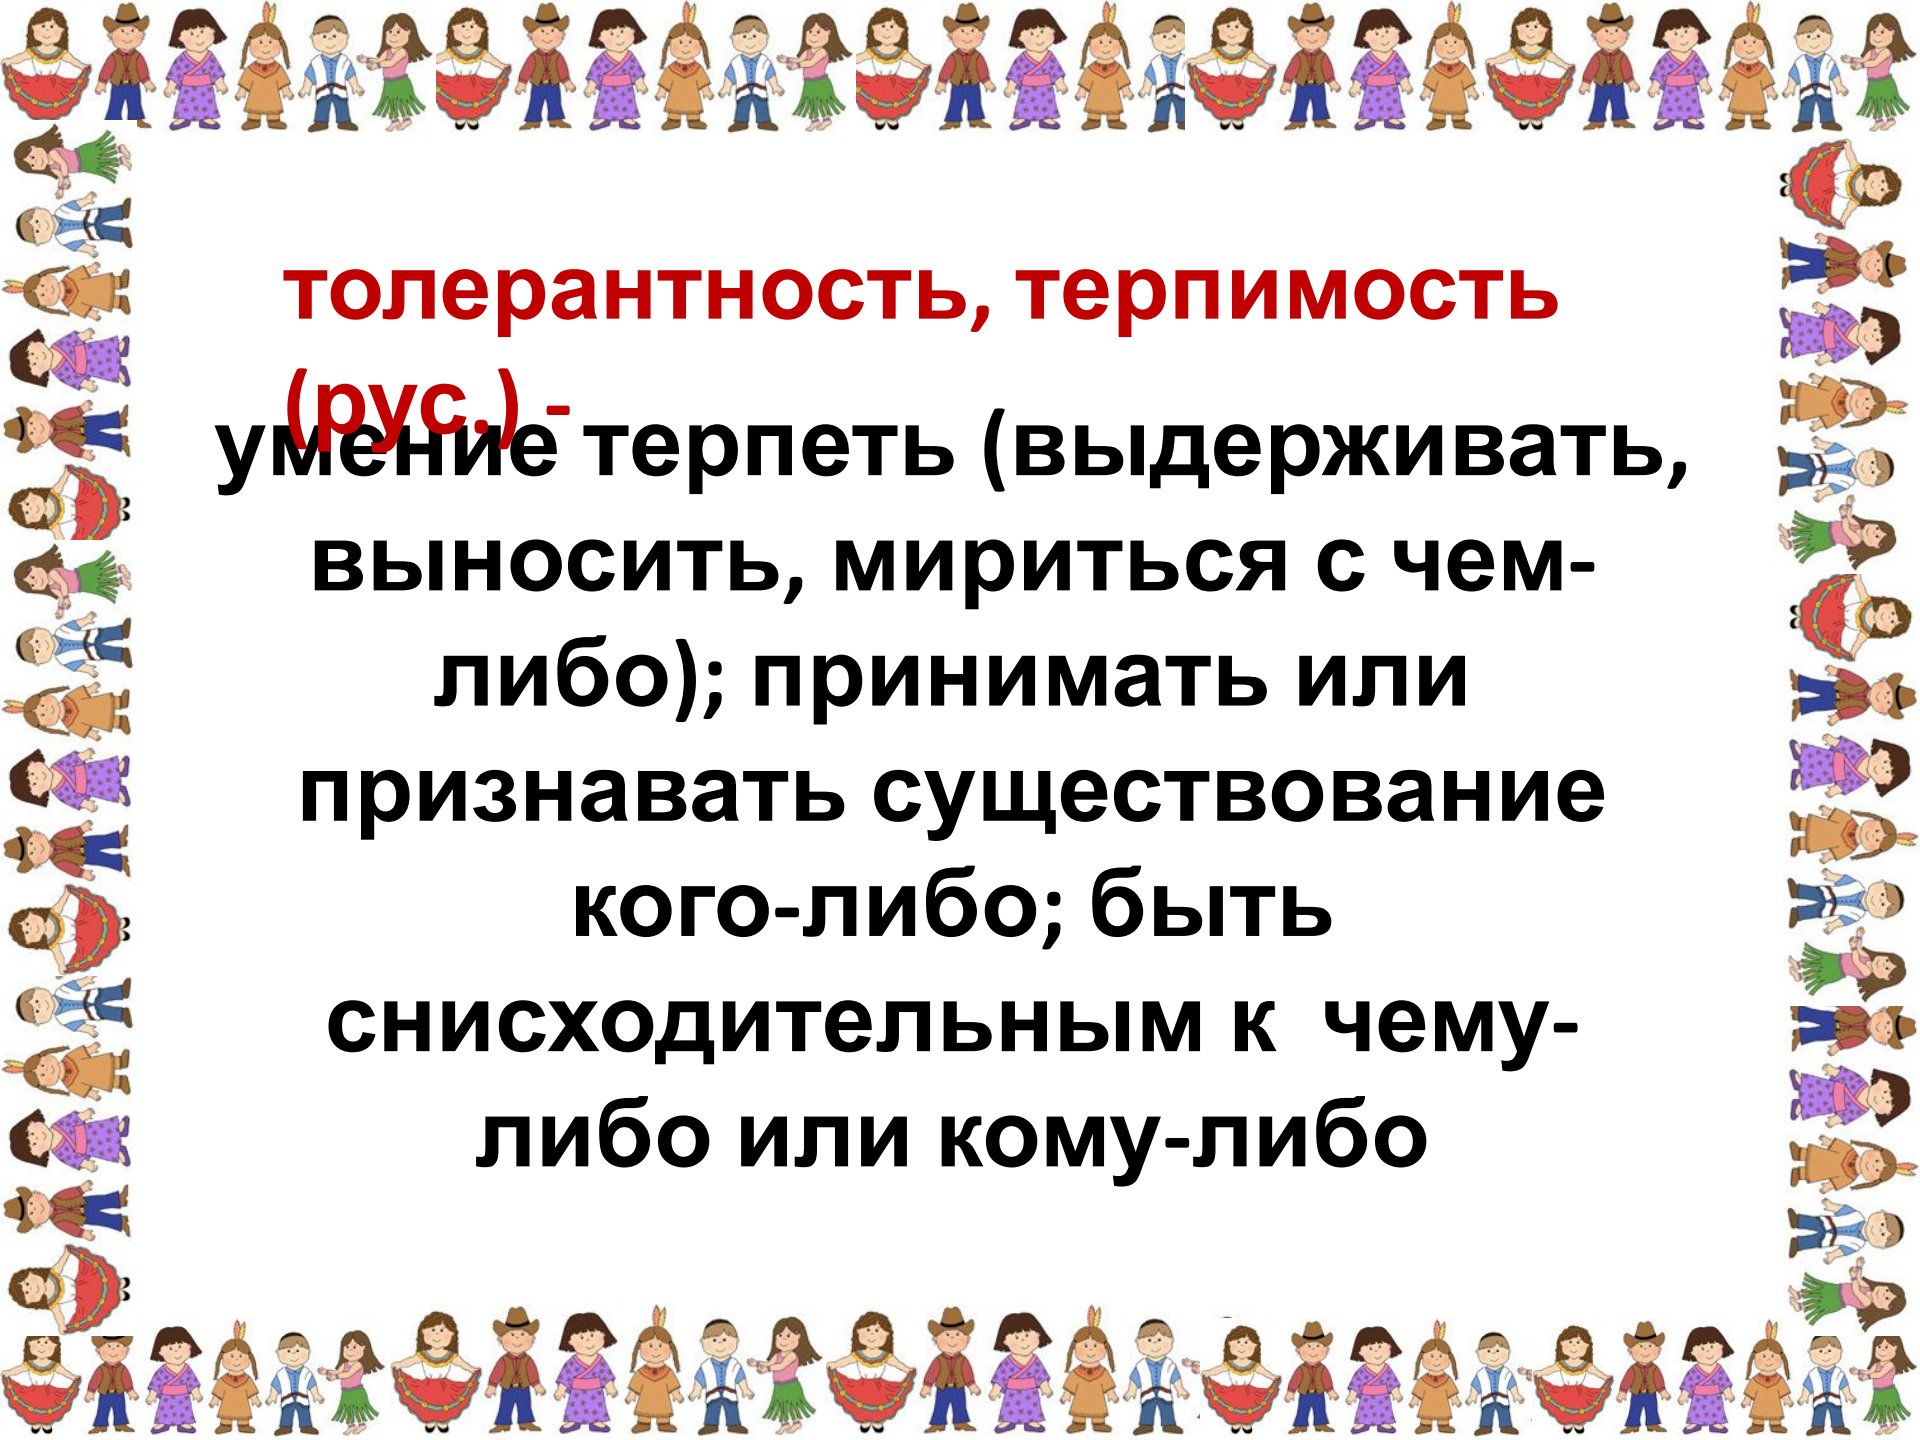 толерантность, терпимость
(рус.) -
умение терпеть (выдерживать,
выносить, мириться с чем-
либо); принимать или
признавать существование
кого-либо; быть
снисходительным к  чему-
либо или кому-либо